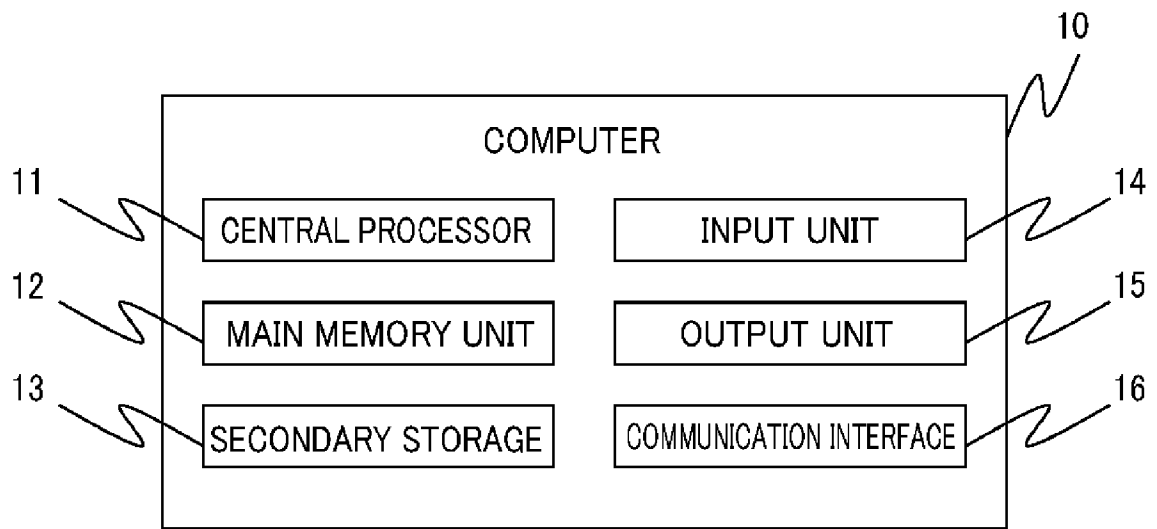 10
COMPUTER
11
CENTRAL PROCESSOR
INPUT UNIT
14
12
MAIN MEMORY UNIT
OUTPUT UNIT
15
13
SECONDARY STORAGE
COMMUNICATION INTERFACE
16